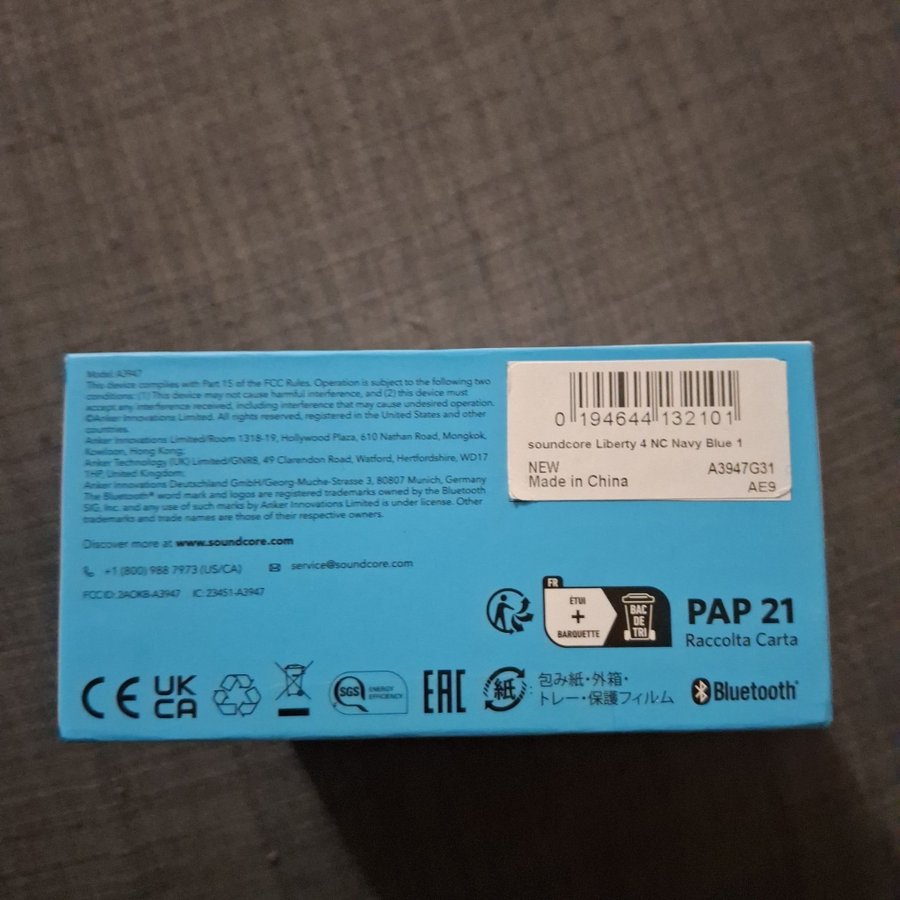 Model: A3947
This device complies with Part 15 of the FCC Rules. Operation is subject to the following two
conditions: (1) This device may not cause harmful interference, and (2) this device must
accept any interference received, including interference that may cause undesired operation.
©Anker Innovations Limited. All rights reserved, registered in the United States and other
countries.
Anker Innovations Limited/Room 1318-19, Hollywood Plaza, 610 Nathan Road, Mongkok,
Kowloon, Hong Kong;
Anker Technology (UK) Limited/GNR8, 49 Clarendon Road, Watford, Hertfordshire, WD17
1HP, United Kingdom;
Anker Innovations Deutschland GmbH/Georg-Muche-Strasse 3, 80807 Munich, Germany
The Bluetooth® word mark and logos are registered trademarks owned by the Bluetooth
SIG, Inc. and any use of such marks by Anker Innovations Limited is under license. Other
trademarks and trade names are those of their respective owners.
Discover more at www.soundcore.com
+1 (800) 988 7973 (US/CA) service@soundcore.com
FCC ID: 2AOKB-A3947 IC: 23451-A3947
0 194644 132101
soundcore Liberty 4 NC Navy Blue 1
NEW A3947G31
Made in China AE9
FR
ÉTUI
+
BARQUETTE
BAC
DE
TRI
PAP 21
Raccolta Carta
CE
UK
CA
SGS ENERGY
EFFICIENCY
EAC
紙
包み紙・外箱・
トレー・保護フィルム
Bluetooth®